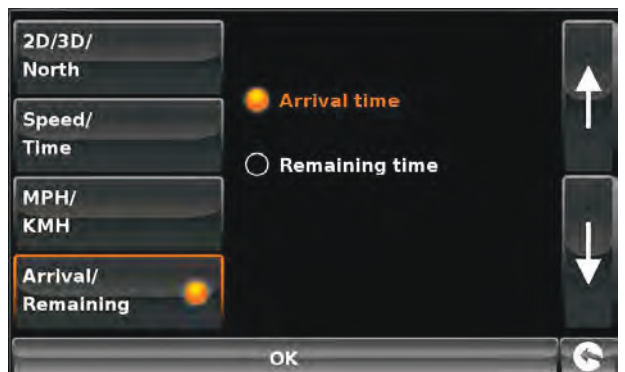 2D/3D/
North
Speed/
Time
MPH/
KMH
Arrival/
Remaining
Arrival time
Remaining time
OK